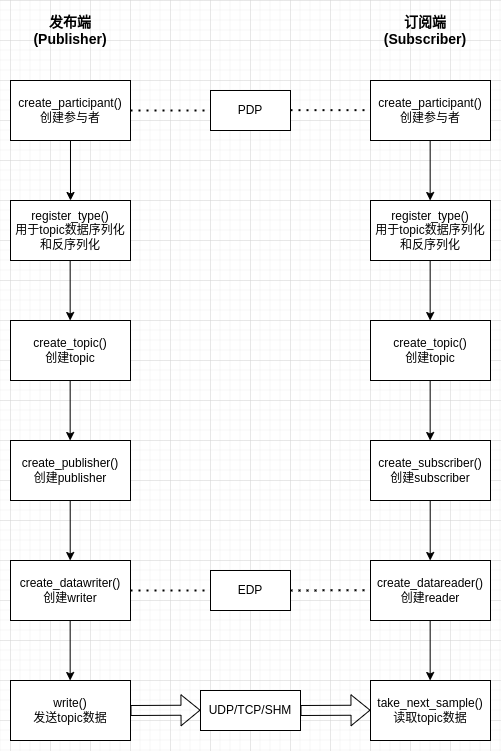 发布端
(Publisher)
订阅端
(Subscriber)
create_participant()
创建参与者
PDP
create_participant()
创建参与者
register_type()
用于topic数据序列化
和反序列化
register_type()
用于topic数据序列化
和反序列化
create_topic()
创建topic
create_topic()
创建topic
create_publisher()
创建publisher
create_subscriber()
创建subscriber
create_datawriter()
创建writer
EDP
create_datareader()
创建reader
write()
发送topic数据
UDP/TCP/SHM
take_next_sample()
读取topic数据